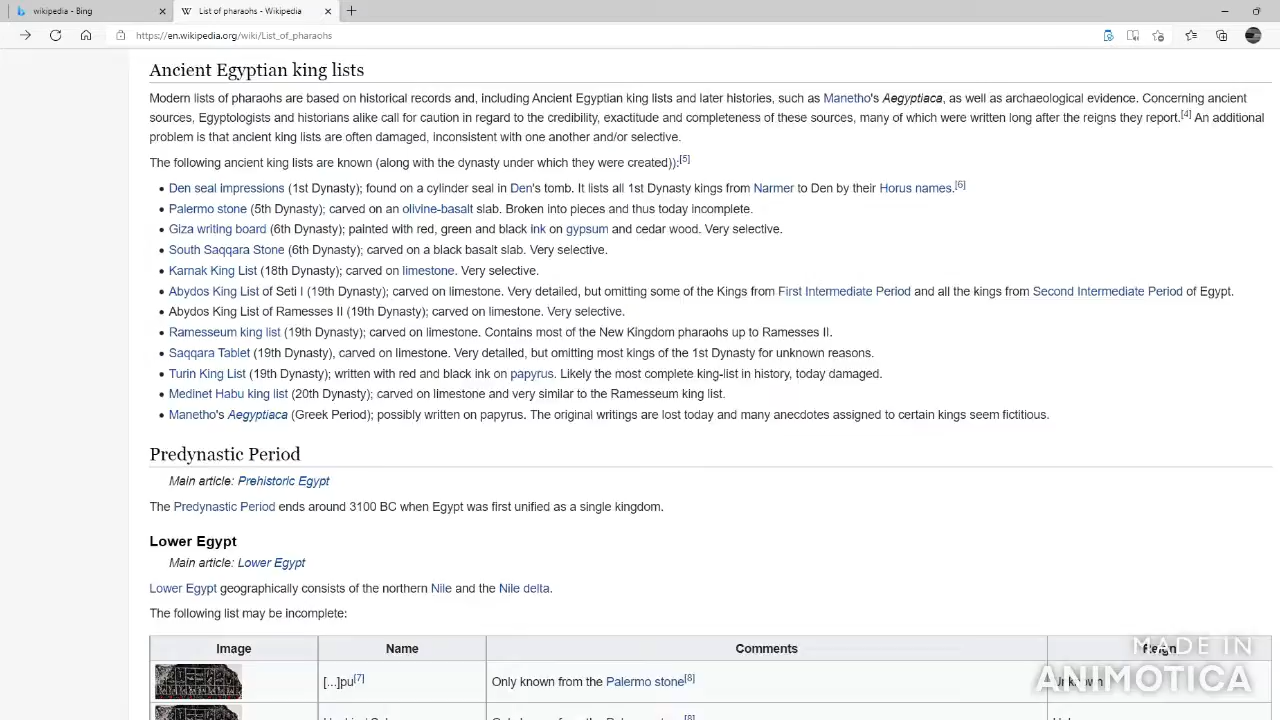 wikipedia - Bing
List of pharaohs - Wikipedia
https://en.wikipedia.org/wiki/List_of_pharaohs
Ancient Egyptian king lists
Modern lists of pharaohs are based on historical records and, including Ancient Egyptian king lists and later histories, such as Manetho's Aegyptiaca, as well as archaeological evidence. Concerning ancient
sources, Egyptologists and historians alike call for caution in regard to the credibility, exactitude and completeness of these sources, many of which were written long after the reigns they report.[4] An additional
problem is that ancient king lists are often damaged, inconsistent with one another and/or selective.
The following ancient king lists are known (along with the dynasty under which they were created)):[5]
• Den seal impressions (1st Dynasty); found on a cylinder seal in Den's tomb. It lists all 1st Dynasty kings from Narmer to Den by their Horus names.[6]
• Palermo stone (5th Dynasty); carved on an olivine-basalt slab. Broken into pieces and thus today incomplete.
• Giza writing board (6th Dynasty); painted with red, green and black ink on gypsum and cedar wood. Very selective.
• South Saqqara Stone (6th Dynasty); carved on a black basalt slab. Very selective.
• Karnak King List (18th Dynasty); carved on limestone. Very selective.
• Abydos King List of Seti I (19th Dynasty); carved on limestone. Very detailed, but omitting some of the Kings from First Intermediate Period and all the kings from Second Intermediate Period of Egypt.
• Abydos King List of Ramesses II (19th Dynasty); carved on limestone. Very selective.
• Ramesseum king list (19th Dynasty); carved on limestone. Contains most of the New Kingdom pharaohs up to Ramesses II.
• Saqqara Tablet (19th Dynasty), carved on limestone. Very detailed, but omitting most kings of the 1st Dynasty for unknown reasons.
• Turin King List (19th Dynasty); written with red and black ink on papyrus. Likely the most complete king-list in history, today damaged.
• Medinet Habu king list (20th Dynasty); carved on limestone and very similar to the Ramesseum king list.
• Manetho's Aegyptiaca (Greek Period); possibly written on papyrus. The original writings are lost today and many anecdotes assigned to certain kings seem fictitious.
Predynastic Period
Main article: Prehistoric Egypt
The Predynastic Period ends around 3100 BC when Egypt was first unified as a single kingdom.
Lower Egypt
Main article: Lower Egypt
Lower Egypt geographically consists of the northern Nile and the Nile delta.
The following list may be incomplete:
Image Name Comments Reign
[...]pu[7] Only known from the Palermo stone[8] Unknown
MADE IN
ANIMOTICA